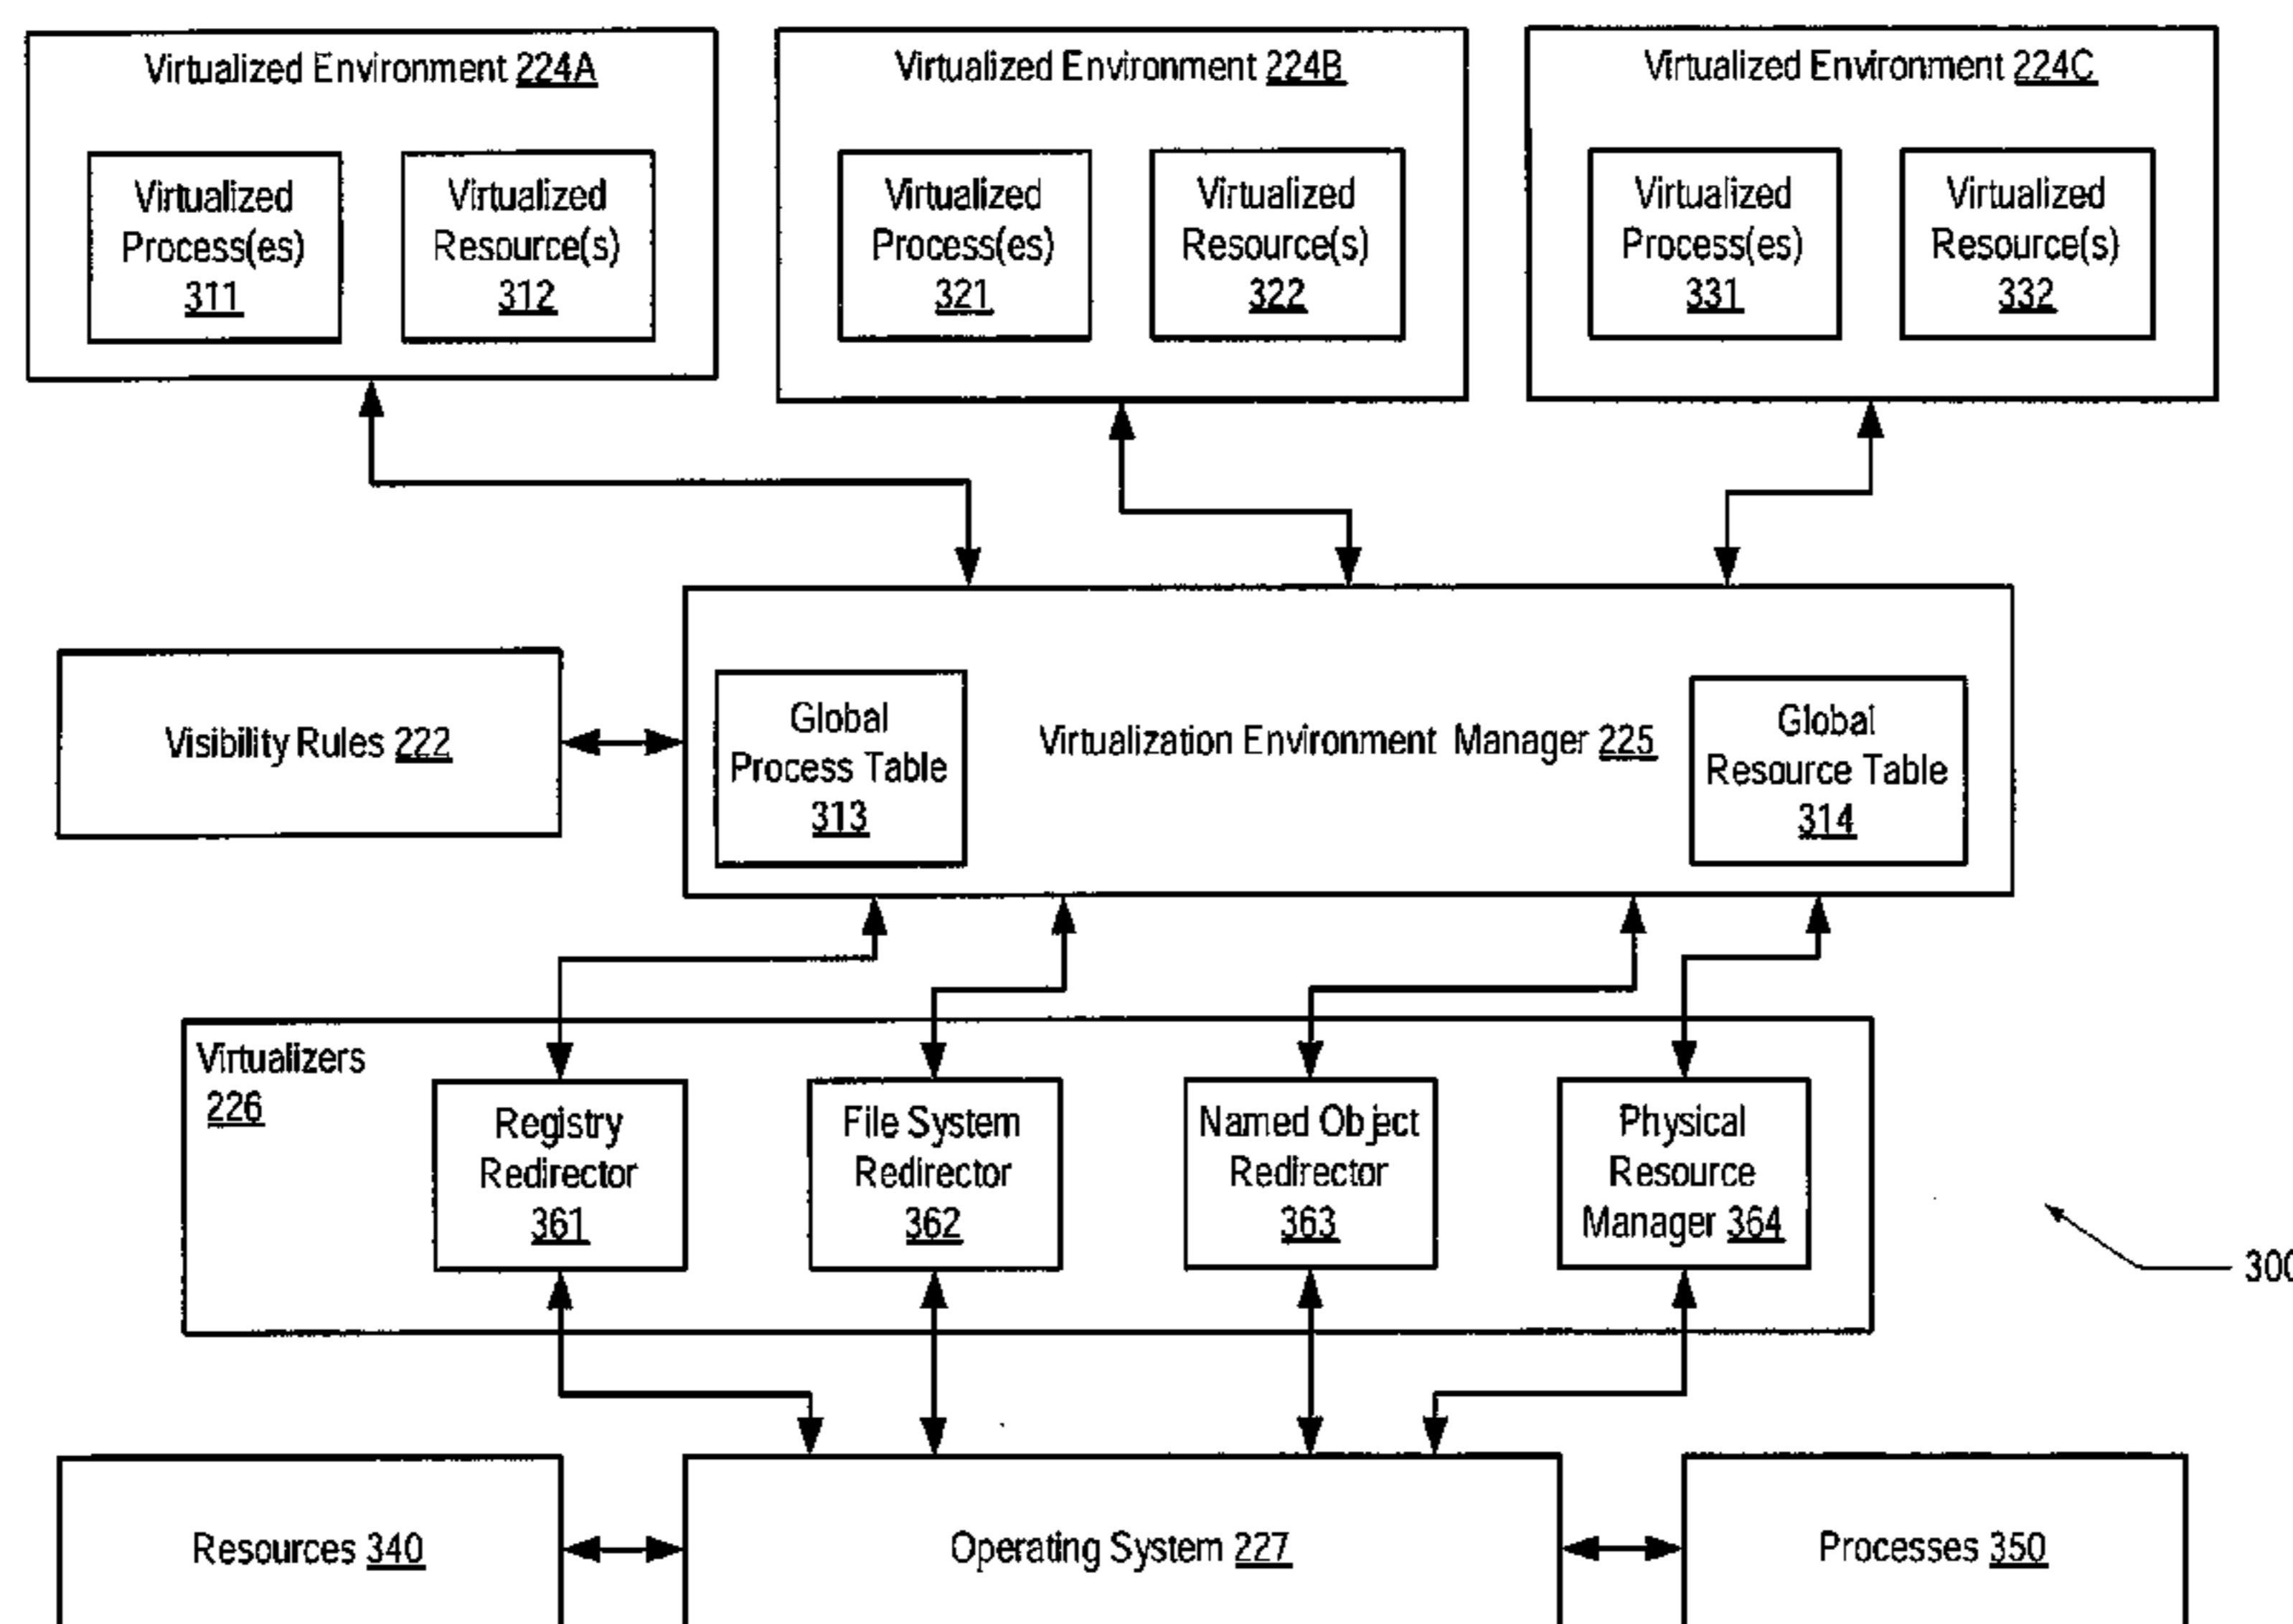 Virtualized Environment 224A
Virtualized
Process(es)
311
Virtualized
Resource(s)
312
Virtualized Environment 224B
Virtualized
Process(es)
321
Virtualized
Resource(s)
322
Virtualized Environment 224C
Virtualized
Process(es)
331
Virtualized
Resource(s)
332
Visibility Rules 222
Global
Process Table
313
Virtualization Environment Manager 225
Global
Resource Table
314
Virtualizers
226
Registry
Redirector
361
File System
Redirector
362
Named Object
Redirector
363
Physical
Resource
Manager 364
300
Resources 340
Operating System 227
Processes 350